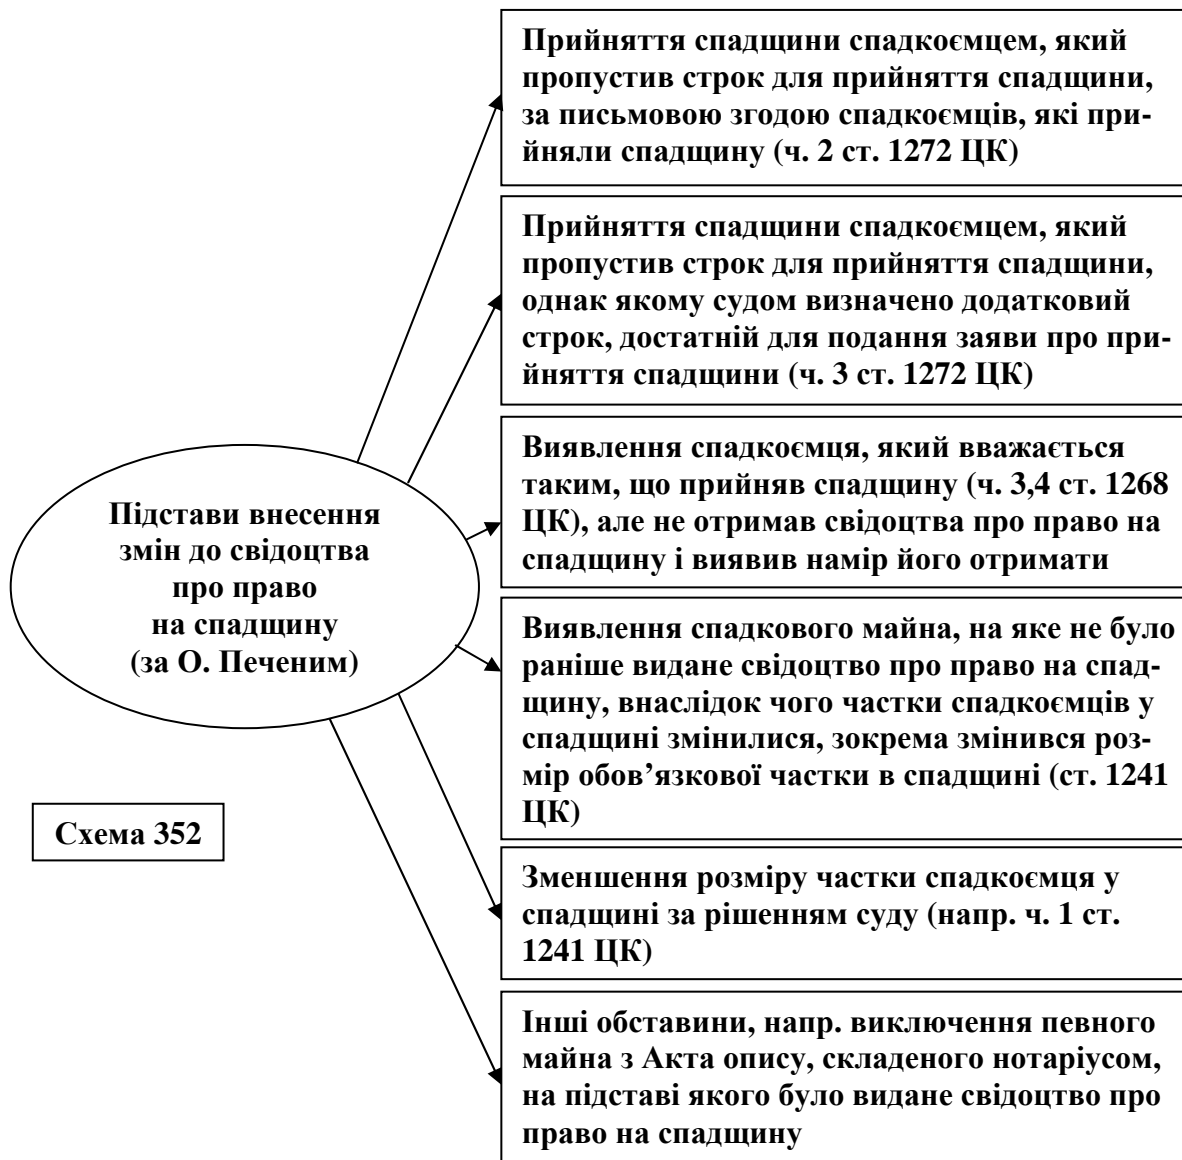 Прийняття спадщини спадкоємцем, який
пропустив строк для прийняття спадщини,
за письмовою згодою спадкоємців, які при-
йняли спадщину (ч. 2 ст. 1272 ЦК)
Прийняття спадщини спадкоємцем, який
пропустив строк для прийняття спадщини,
однак якому судом визначено додатковий
строк, достатній для подання заяви про при-
йняття спадщини (ч. 3 ст. 1272 ЦК)
Виявлення спадкоємця, який вважається
таким, що прийняв спадщину (ч. 3,4 ст. 1268
ЦК), але не отримав свідоцтва про право на
спадщину і виявив намір його отримати
Підстави внесення
змін до свідоцтва
про право
на спадщину
(за О. Печеним)
Виявлення спадкового майна, на яке не було
раніше видане свідоцтво про право на спад-
щину, внаслідок чого частки спадкоємців у
спадщині змінилися, зокрема змінився роз-
мір обов’язкової частки в спадщині (ст. 1241
ЦК)
Схема 352
Зменшення розміру частки спадкоємця у
спадщині за рішенням суду (напр. ч. 1 ст.
1241 ЦК)
Інші обставини, напр. виключення певного
майна з Акта опису, складеного нотаріусом,
на підставі якого було видане свідоцтво про
право на спадщину